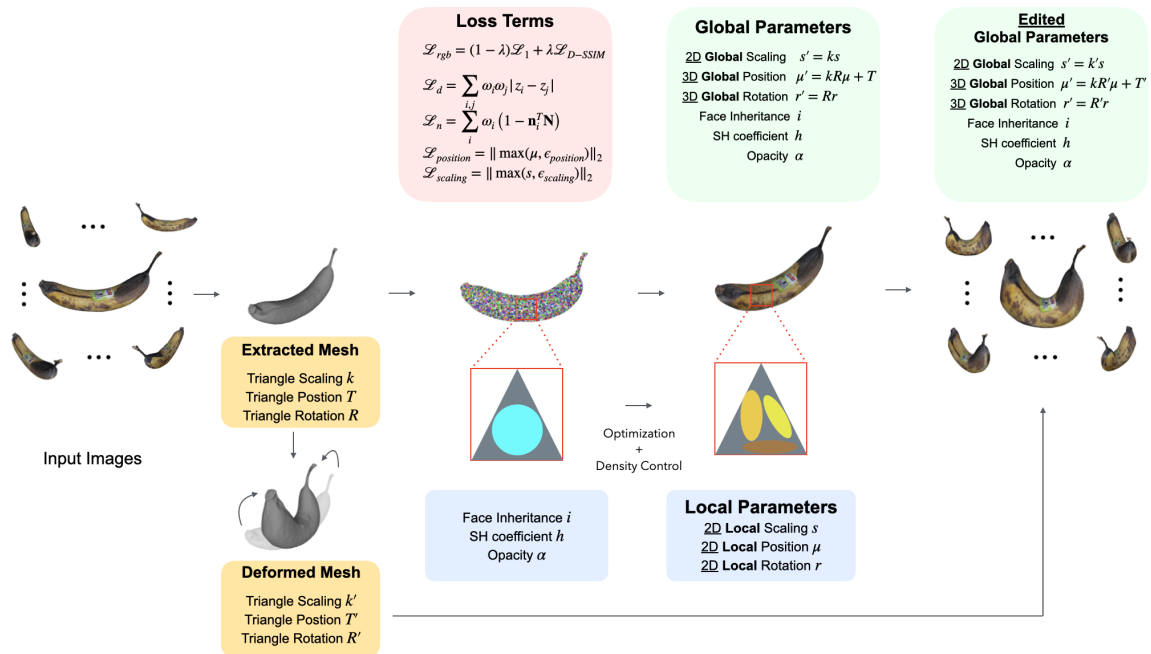 Loss Terms
ℒ_rgb = (1 − λ)ℒ_1 + λℒ_D−SSIM
ℒ_d = ∑_{i,j} ω_i ω_j |z_i − z_j|
ℒ_n = ∑_i ω_i (1 − n_i^T N)
ℒ_position = ‖ max(μ, ϵ_position)‖_2
ℒ_scaling = ‖ max(s, ϵ_scaling)‖_2
Global Parameters
2D Global Scaling s′ = ks
3D Global Position μ′ = kRμ + T
3D Global Rotation r′ = Rr
Face Inheritance i
SH coefficient h
Opacity α
Edited
Global Parameters
2D Global Scaling s′ = k′s
3D Global Position μ′ = kR′μ + T′
3D Global Rotation r′ = R′r
Face Inheritance i
SH coefficient h
Opacity α
Input Images
Extracted Mesh
Triangle Scaling k
Triangle Postion T
Triangle Rotation R
Deformed Mesh
Triangle Scaling k′
Triangle Postion T′
Triangle Rotation R′
Optimization
+
Density Control
Face Inheritance i
SH coefficient h
Opacity α
Local Parameters
2D Local Scaling s
2D Local Position μ
2D Local Rotation r